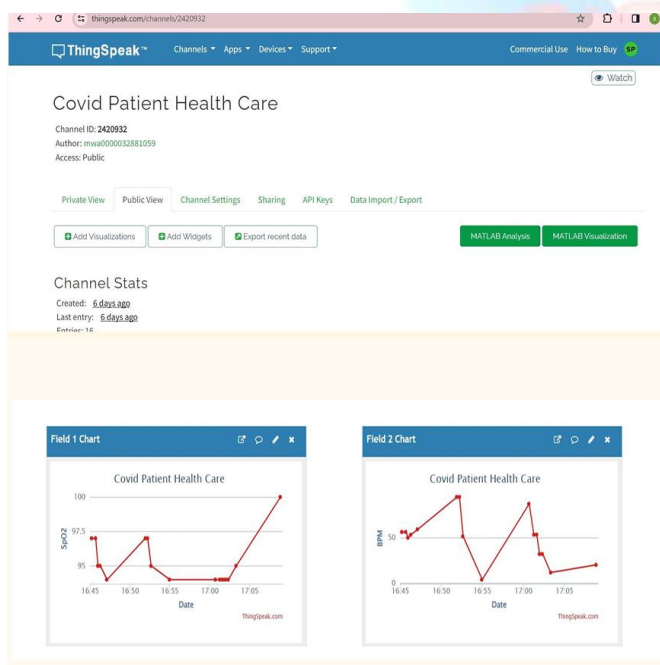 thingspeak.com/channels/2420932
ThingSpeak™ Channels Apps Devices Support Commercial Use How to Buy SP
Watch
Covid Patient Health Care
Channel ID: 2420932
Author: mwa0000032881059
Access: Public
Private View Public View Channel Settings Sharing API Keys Data Import / Export
Add Visualizations Add Widgets Export recent data MATLAB Analysis MATLAB Visualization
Channel Stats
Created: 6 days ago
Last entry: 6 days ago
Entries: 16
Field 1 Chart
Covid Patient Health Care
100
97.5
95
SpO2
16:45 16:50 16:55 17:00 17:05
Date
ThingSpeak.com
Field 2 Chart
Covid Patient Health Care
50
0
BPM
16:45 16:50 16:55 17:00 17:05
Date
ThingSpeak.com